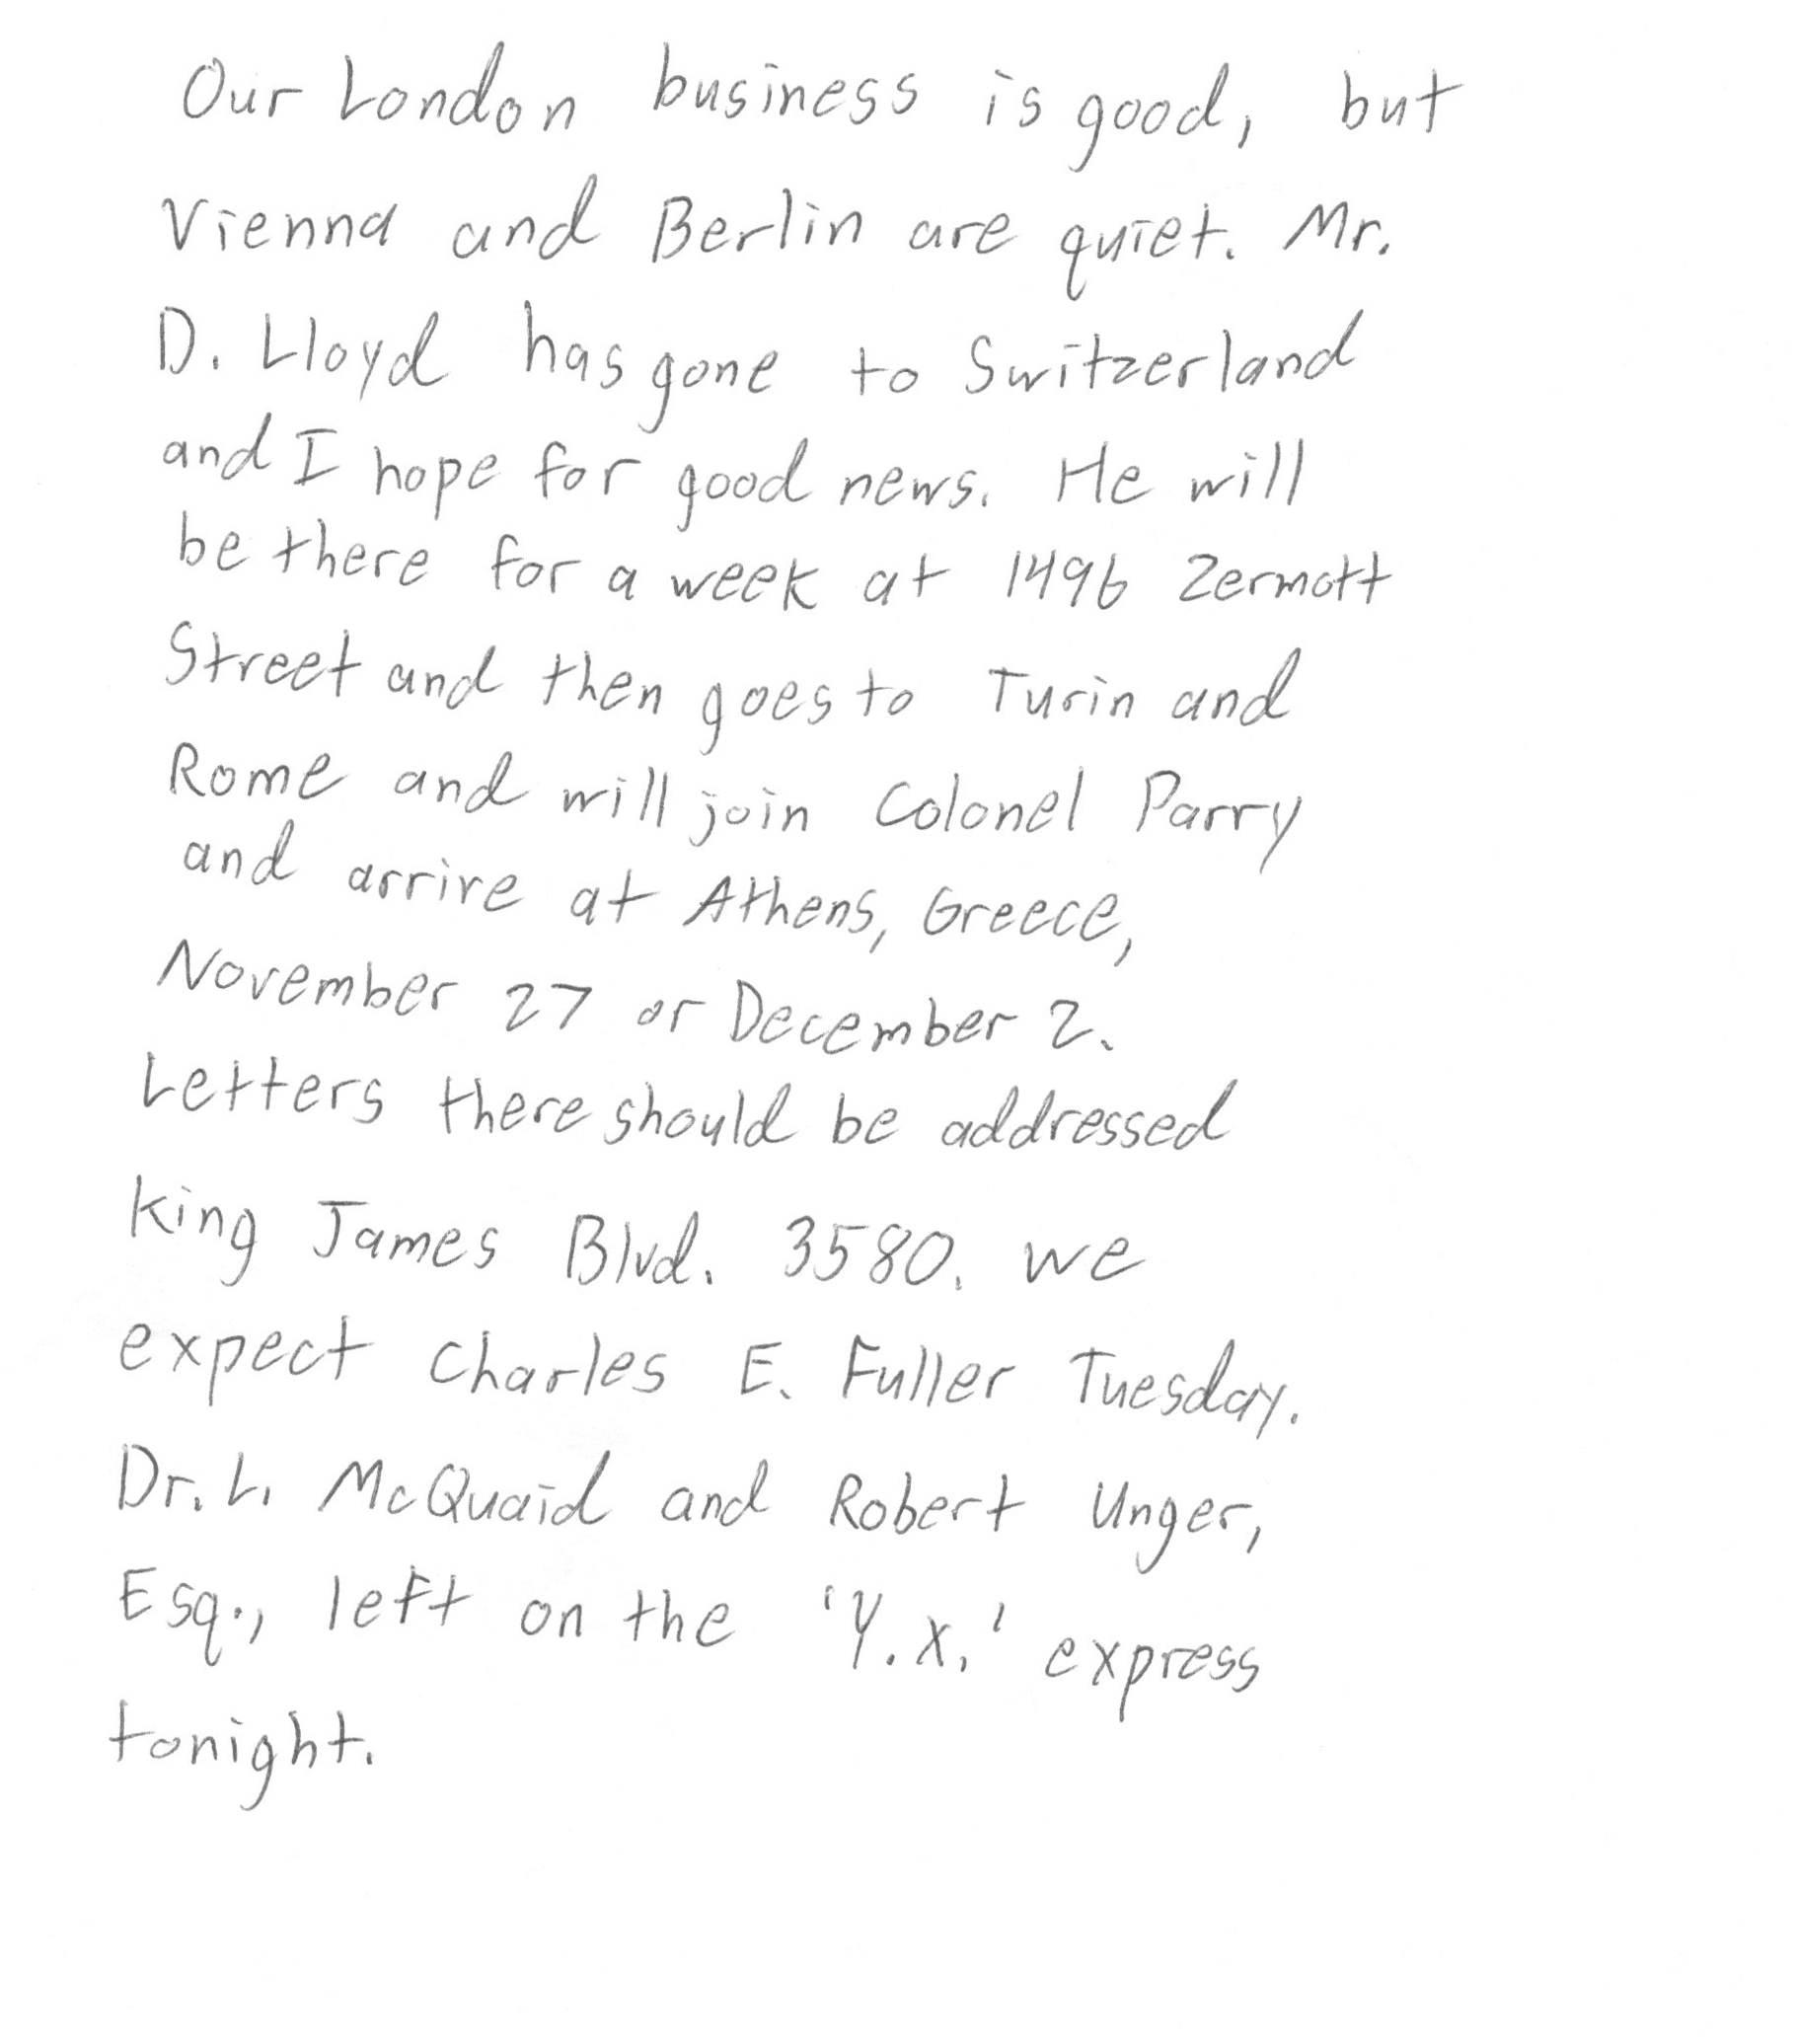 Our London business is good, but
Vienna and Berlin are quiet. Mr.
D. Lloyd has gone to Switzerland
and I hope for good news. He will
be there for a week at 1496 Zermott
Street and then goes to Turin and
Rome and will join Colonel Parry
and arrive at Athens, Greece,
November 27 or December 2.
Letters there should be addressed
King James Blvd. 3580. We
expect Charles E. Fuller Tuesday.
Dr. L. McQuaid and Robert Unger,
Esq., left on the 'Y.X.' express
tonight.